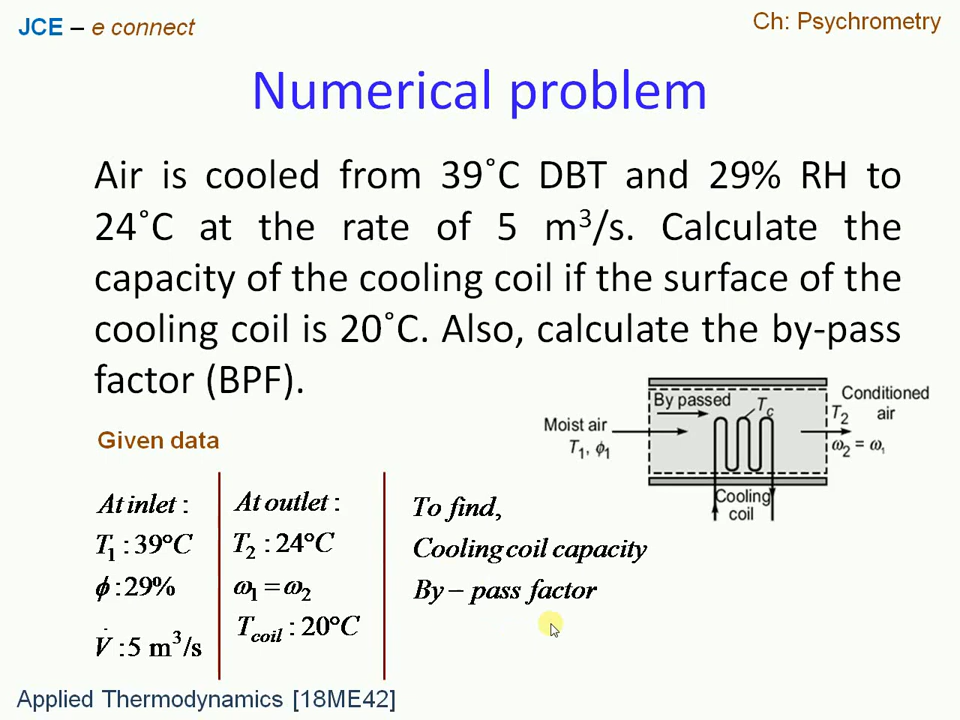 JCE – e connect
Ch: Psychrometry
Numerical problem
Air is cooled from 39˚C DBT and 29% RH to
24˚C at the rate of 5 m³/s. Calculate the
capacity of the cooling coil if the surface of the
cooling coil is 20˚C. Also, calculate the by-pass
factor (BPF).
By passed
T_c
Moist air
T₁, ϕ₁
Conditioned
air
T₂
ω₂ = ω₁
Cooling
coil
Given data
At inlet :
T₁ : 39°C
ϕ : 29%
V̇ : 5 m³/s
At outlet :
T₂ : 24°C
ω₁ = ω₂
T_coil : 20°C
To find,
Cooling coil capacity
By – pass factor
Applied Thermodynamics [18ME42]